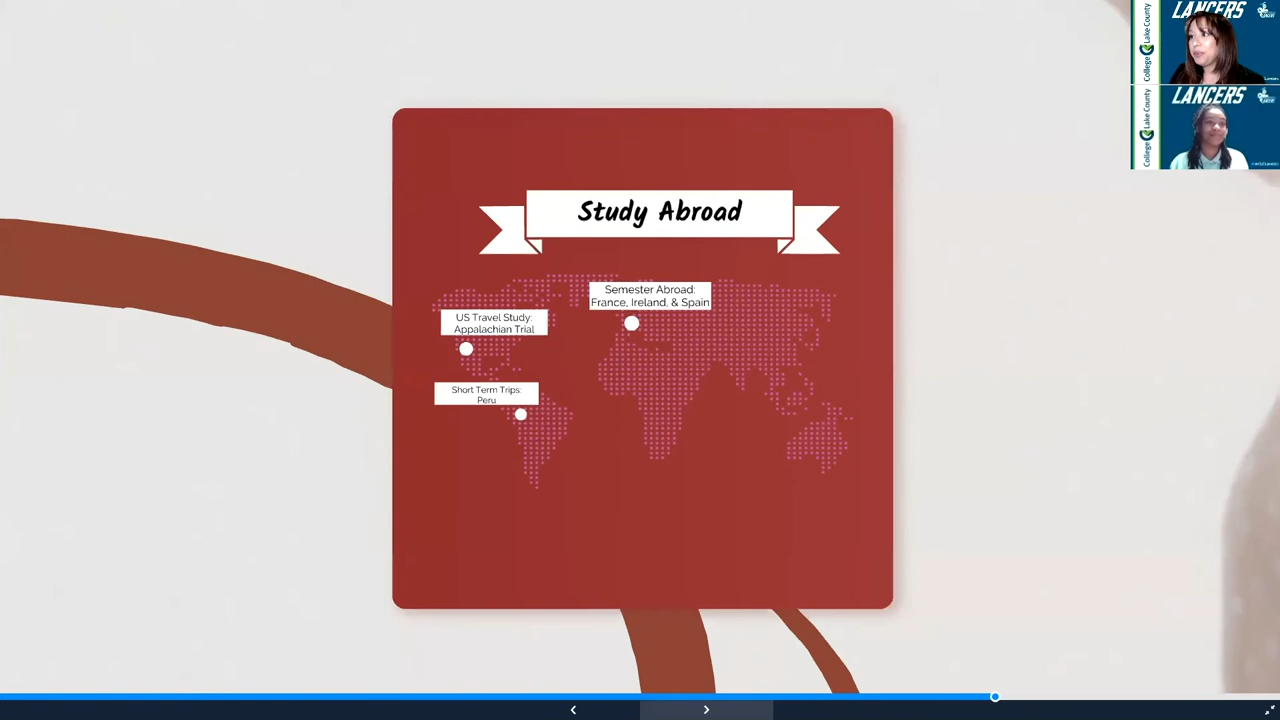 LANCERS
College of Lake County
LANCERS
College of Lake County
Study Abroad
Semester Abroad:
France, Ireland, & Spain
US Travel Study:
Appalachian Trial
Short Term Trips:
Peru